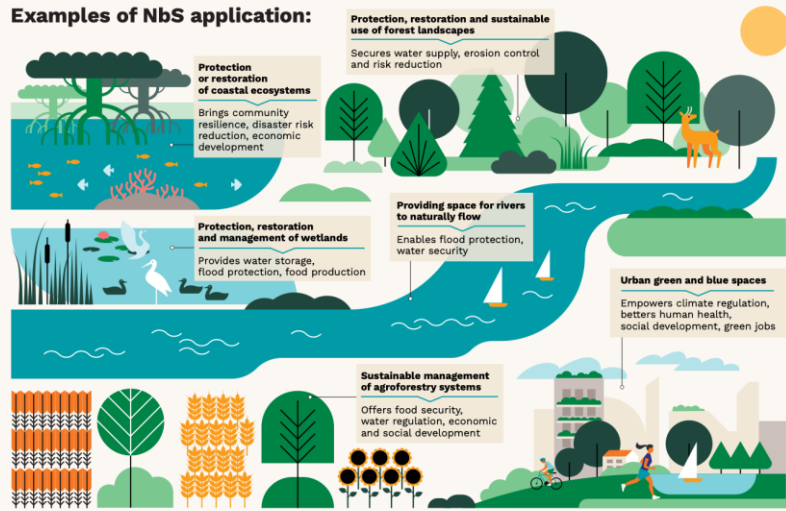 Examples of NbS application:
Protection, restoration and sustainable
use of forest landscapes
Secures water supply, erosion control
and risk reduction
Protection
or restoration
of coastal ecosystems
Brings community
resilience, disaster risk
reduction, economic
development
Providing space for rivers
to naturally flow
Enables flood protection,
water security
Protection, restoration
and management of wetlands
Provides water storage,
flood protection, food production
Urban green and blue spaces
Empowers climate regulation,
betters human health,
social development, green jobs
Sustainable management
of agroforestry systems
Offers food security,
water regulation, economic
and social development